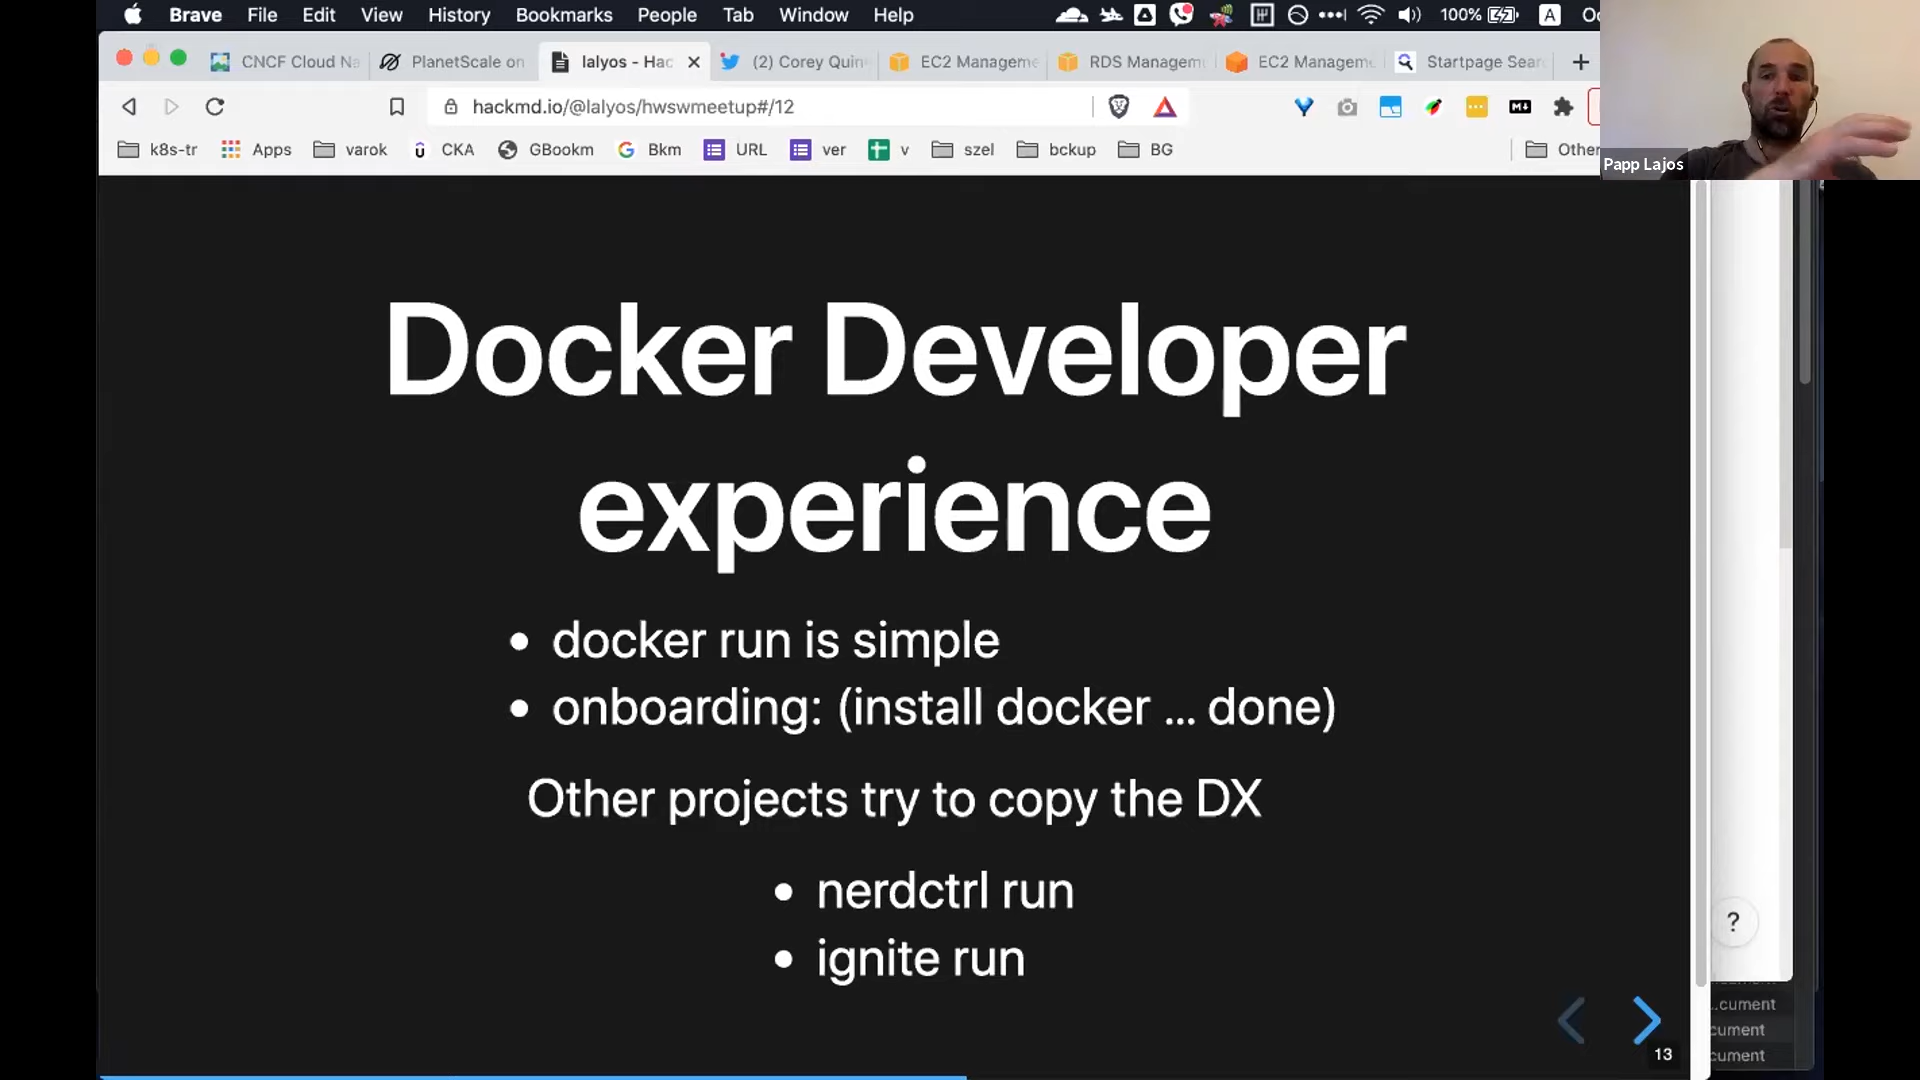 Brave File Edit View History Bookmarks People Tab Window Help 100% A
CNCF Cloud Na PlanetScale on lalyos - Hac (2) Corey Quin EC2 Manageme RDS Managem EC2 Manageme Startpage Sear
hackmd.io/@lalyos/hwswmeetup#/12
k8s-tr Apps varok CKA GBookm Bkm URL ver v szel bckup BG Other
Papp Lajos
Docker Developer
experience
• docker run is simple
• onboarding: (install docker ... done)
Other projects try to copy the DX
• nerdctrl run
• ignite run
?
...cument
cument
cument
13